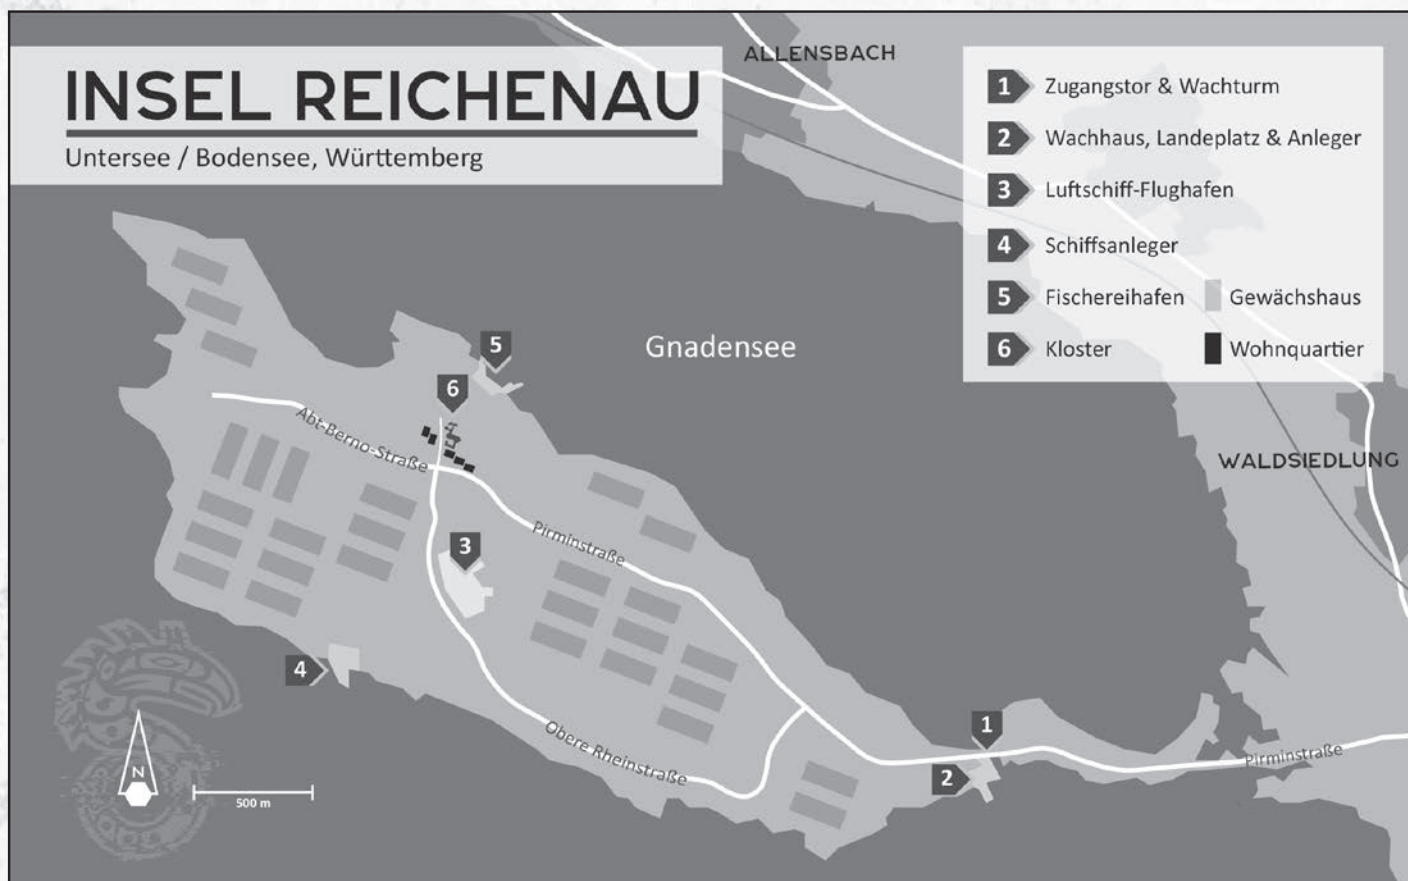 INSEL REICHENAU
Untersee / Bodensee, Württemberg
ALLENSBACH
1 Zugangstor & Wachturm
2 Wachhaus, Landeplatz & Anleger
3 Luftschiff-Flughafen
4 Schiffsanleger
5 Fischereihafen
Gewächshaus
6 Kloster
Wohnquartier
Gnadensee
5
6
Abt-Berno-Straße
WALDSIEDLUNG
Pirminstraße
3
4
Obere Rheinstraße
1
2
Pirminstraße
N
500 m